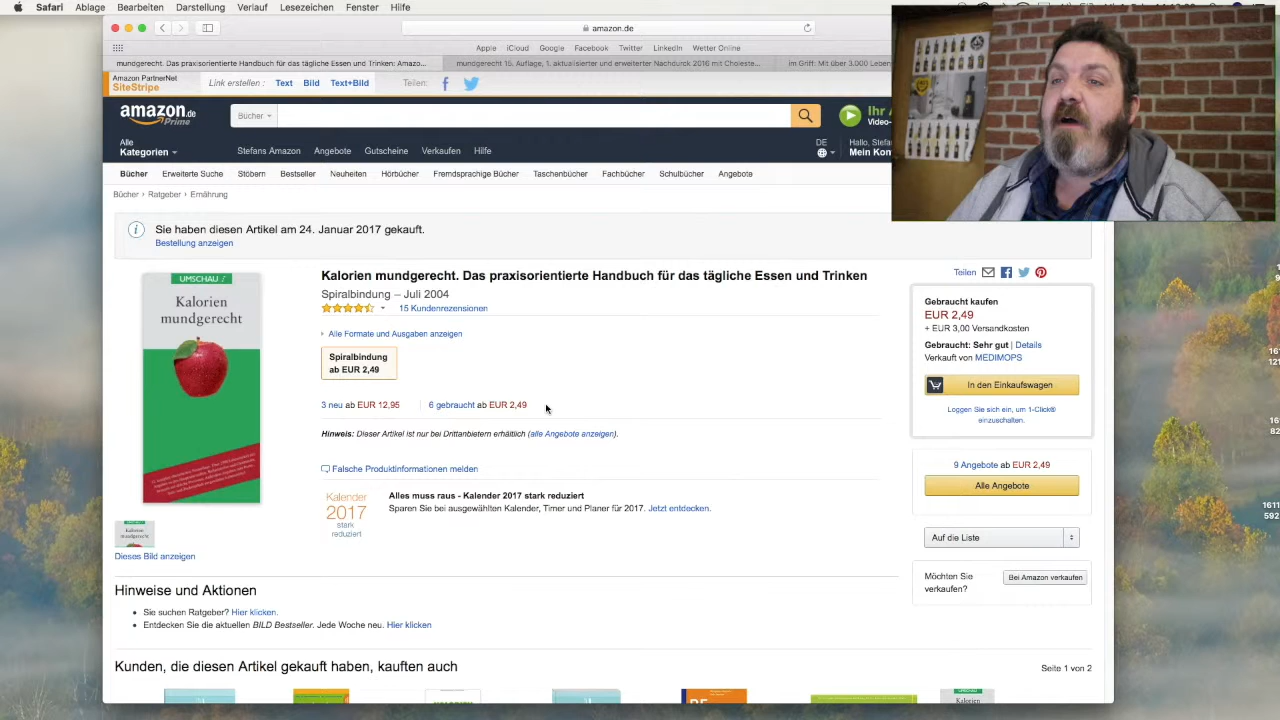 Safari Ablage Bearbeiten Darstellung Verlauf Lesezeichen Fenster Hilfe
amazon.de
Apple iCloud Google Facebook Twitter LinkedIn Wetter Online
mundgerecht. Das praxisorientierte Handbuch für das tägliche Essen und Trinken: Amazo...
mundgerecht 15. Auflage, 1. aktualisierter und erweiterter Nachdurck 2016 mit Choleste...
im Griff: Mit über 3.000 Leben
Amazon PartnerNet
SiteStripe
Link erstellen : Text Bild Text+Bild Teilen:
amazon.de
Prime
Bücher
Ihr A
Video-
Alle
Kategorien
Stefans Amazon Angebote Gutscheine Verkaufen Hilfe
DE
Hallo, Stefa
Mein Kon
Bücher Erweiterte Suche Stöbern Bestseller Neuheiten Hörbücher Fremdsprachige Bücher Taschenbücher Fachbücher Schulbücher Angebote
Bücher › Ratgeber › Ernährung
Sie haben diesen Artikel am 24. Januar 2017 gekauft.
Bestellung anzeigen
UMSCHAU
Kalorien
mundgerecht
Dieses Bild anzeigen
Kalorien mundgerecht. Das praxisorientierte Handbuch für das tägliche Essen und Trinken
Spiralbindung – Juli 2004
15 Kundenrezensionen
Alle Formate und Ausgaben anzeigen
Spiralbindung
ab EUR 2,49
3 neu ab EUR 12,95 6 gebraucht ab EUR 2,49
Hinweis: Dieser Artikel ist nur bei Drittanbietern erhältlich (alle Angebote anzeigen).
Falsche Produktinformationen melden
Kalender
2017
stark
reduziert
Alles muss raus - Kalender 2017 stark reduziert
Sparen Sie bei ausgewählten Kalender, Timer und Planer für 2017. Jetzt entdecken.
Teilen
Gebraucht kaufen
EUR 2,49
+ EUR 3,00 Versandkosten
Gebraucht: Sehr gut | Details
Verkauft von MEDIMOPS
In den Einkaufswagen
Loggen Sie sich ein, um 1-Click®
einzuschalten.
9 Angebote ab EUR 2,49
Alle Angebote
Auf die Liste
Möchten Sie
verkaufen?
Bei Amazon verkaufen
Hinweise und Aktionen
Sie suchen Ratgeber? Hier klicken.
Entdecken Sie die aktuellen BILD Bestseller. Jede Woche neu. Hier klicken
Kunden, die diesen Artikel gekauft haben, kauften auch
Seite 1 von 2
UMSCHAU
Kalorien